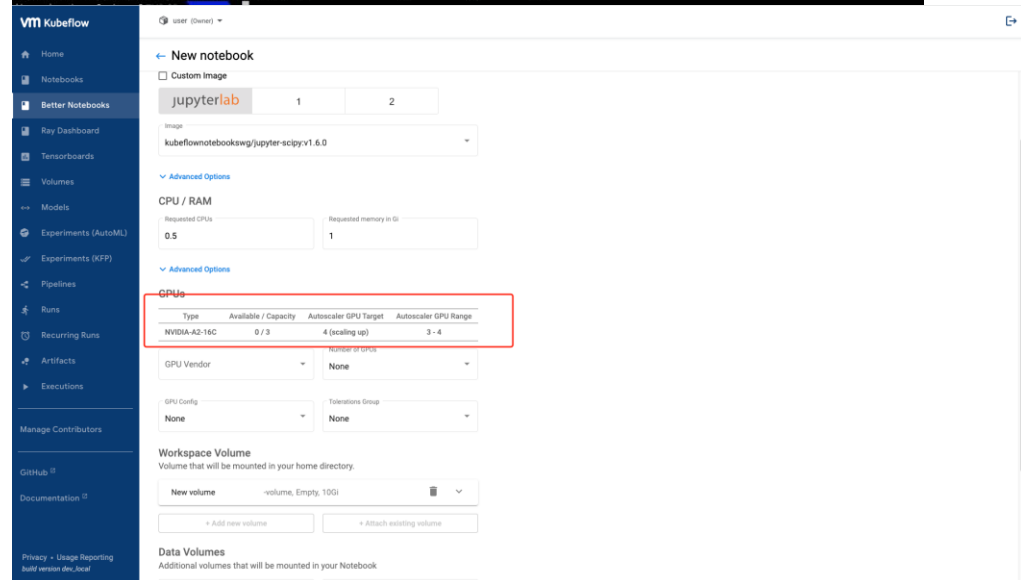 vm Kubeflow
user (Owner)
Home
Notebooks
Better Notebooks
Ray Dashboard
Tensorboards
Volumes
Models
Experiments (AutoML)
Experiments (KFP)
Pipelines
Runs
Recurring Runs
Artifacts
Executions
Manage Contributors
GitHub
Documentation
Privacy • Usage Reporting
build version dev_local
← New notebook
Custom Image
jupyterlab 1 2
Image
kubeflownotebookswg/jupyter-scipy:v1.6.0
Advanced Options
CPU / RAM
Requested CPUs Requested memory in Gi
0.5 1
Advanced Options
GPUs
Type Available / Capacity Autoscaler GPU Target Autoscaler GPU Range
NVIDIA-A2-16C 0 / 3 4 (scaling up) 3 - 4
Number of GPUs
GPU Vendor None
GPU Config Tolerations Group
None None
Workspace Volume
Volume that will be mounted in your home directory.
New volume -volume, Empty, 10Gi
+ Add new volume + Attach existing volume
Data Volumes
Additional volumes that will be mounted in your Notebook